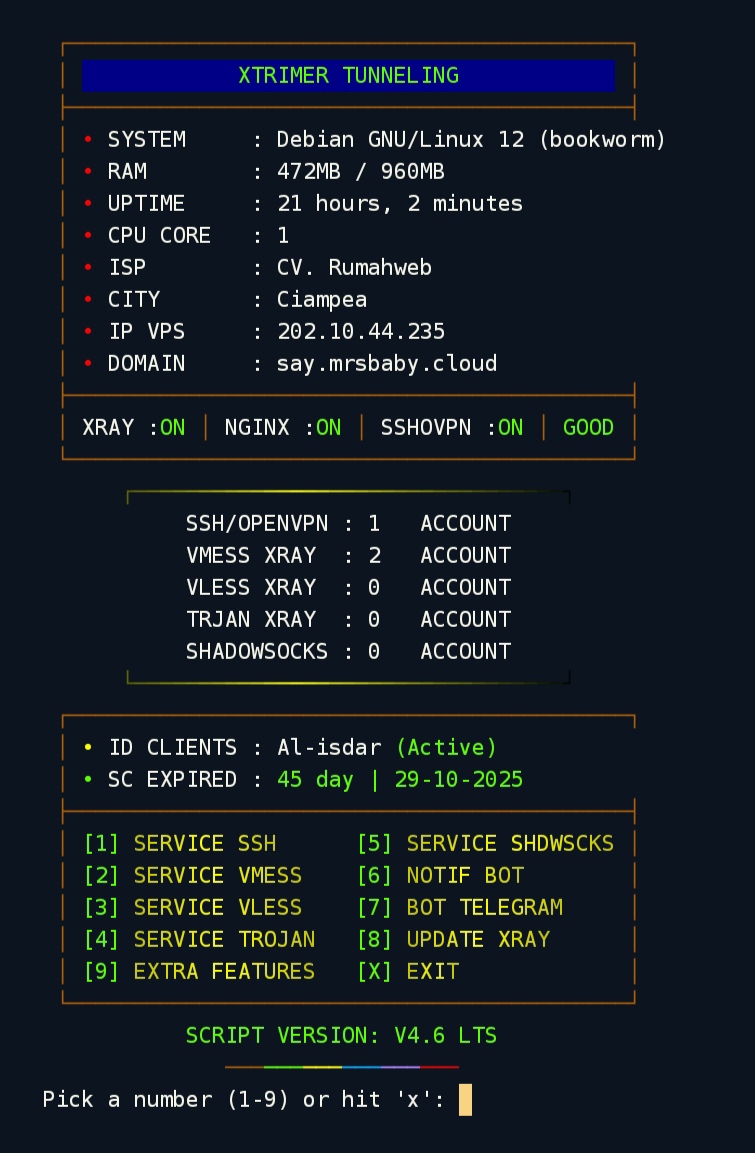 XTRIMER TUNNELING
• SYSTEM : Debian GNU/Linux 12 (bookworm)
• RAM : 472MB / 960MB
• UPTIME : 21 hours, 2 minutes
• CPU CORE : 1
• ISP : CV. Rumahweb
• CITY : Ciampea
• IP VPS : 202.10.44.235
• DOMAIN : say.mrsbaby.cloud
XRAY :ON | NGINX :ON | SSHOVPN :ON | GOOD
SSH/OPENVPN : 1 ACCOUNT
VMESS XRAY : 2 ACCOUNT
VLESS XRAY : 0 ACCOUNT
TRJAN XRAY : 0 ACCOUNT
SHADOWSOCKS : 0 ACCOUNT
• ID CLIENTS : Al-isdar (Active)
• SC EXPIRED : 45 day | 29-10-2025
[1] SERVICE SSH [5] SERVICE SHDWSCKS
[2] SERVICE VMESS [6] NOTIF BOT
[3] SERVICE VLESS [7] BOT TELEGRAM
[4] SERVICE TROJAN [8] UPDATE XRAY
[9] EXTRA FEATURES [X] EXIT
SCRIPT VERSION: V4.6 LTS
Pick a number (1-9) or hit 'x':